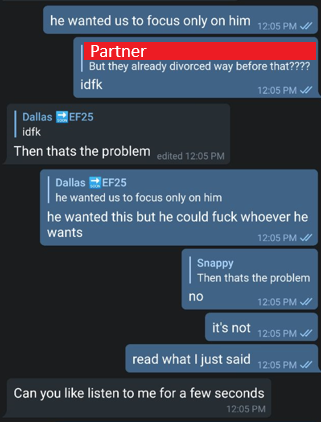 he wanted us to focus only on him
12:05 PM
Partner
But they already divorced way before that????
idfk
12:05 PM
Dallas ➡️EF25
idfk
Then thats the problem
edited 12:05 PM
Dallas ➡️EF25
he wanted us to focus only on him
he wanted this but he could fuck whoever he
wants
12:05 PM
Snappy
Then thats the problem
no
12:05 PM
it's not
12:05 PM
read what I just said
12:05 PM
Can you like listen to me for a few seconds
12:05 PM